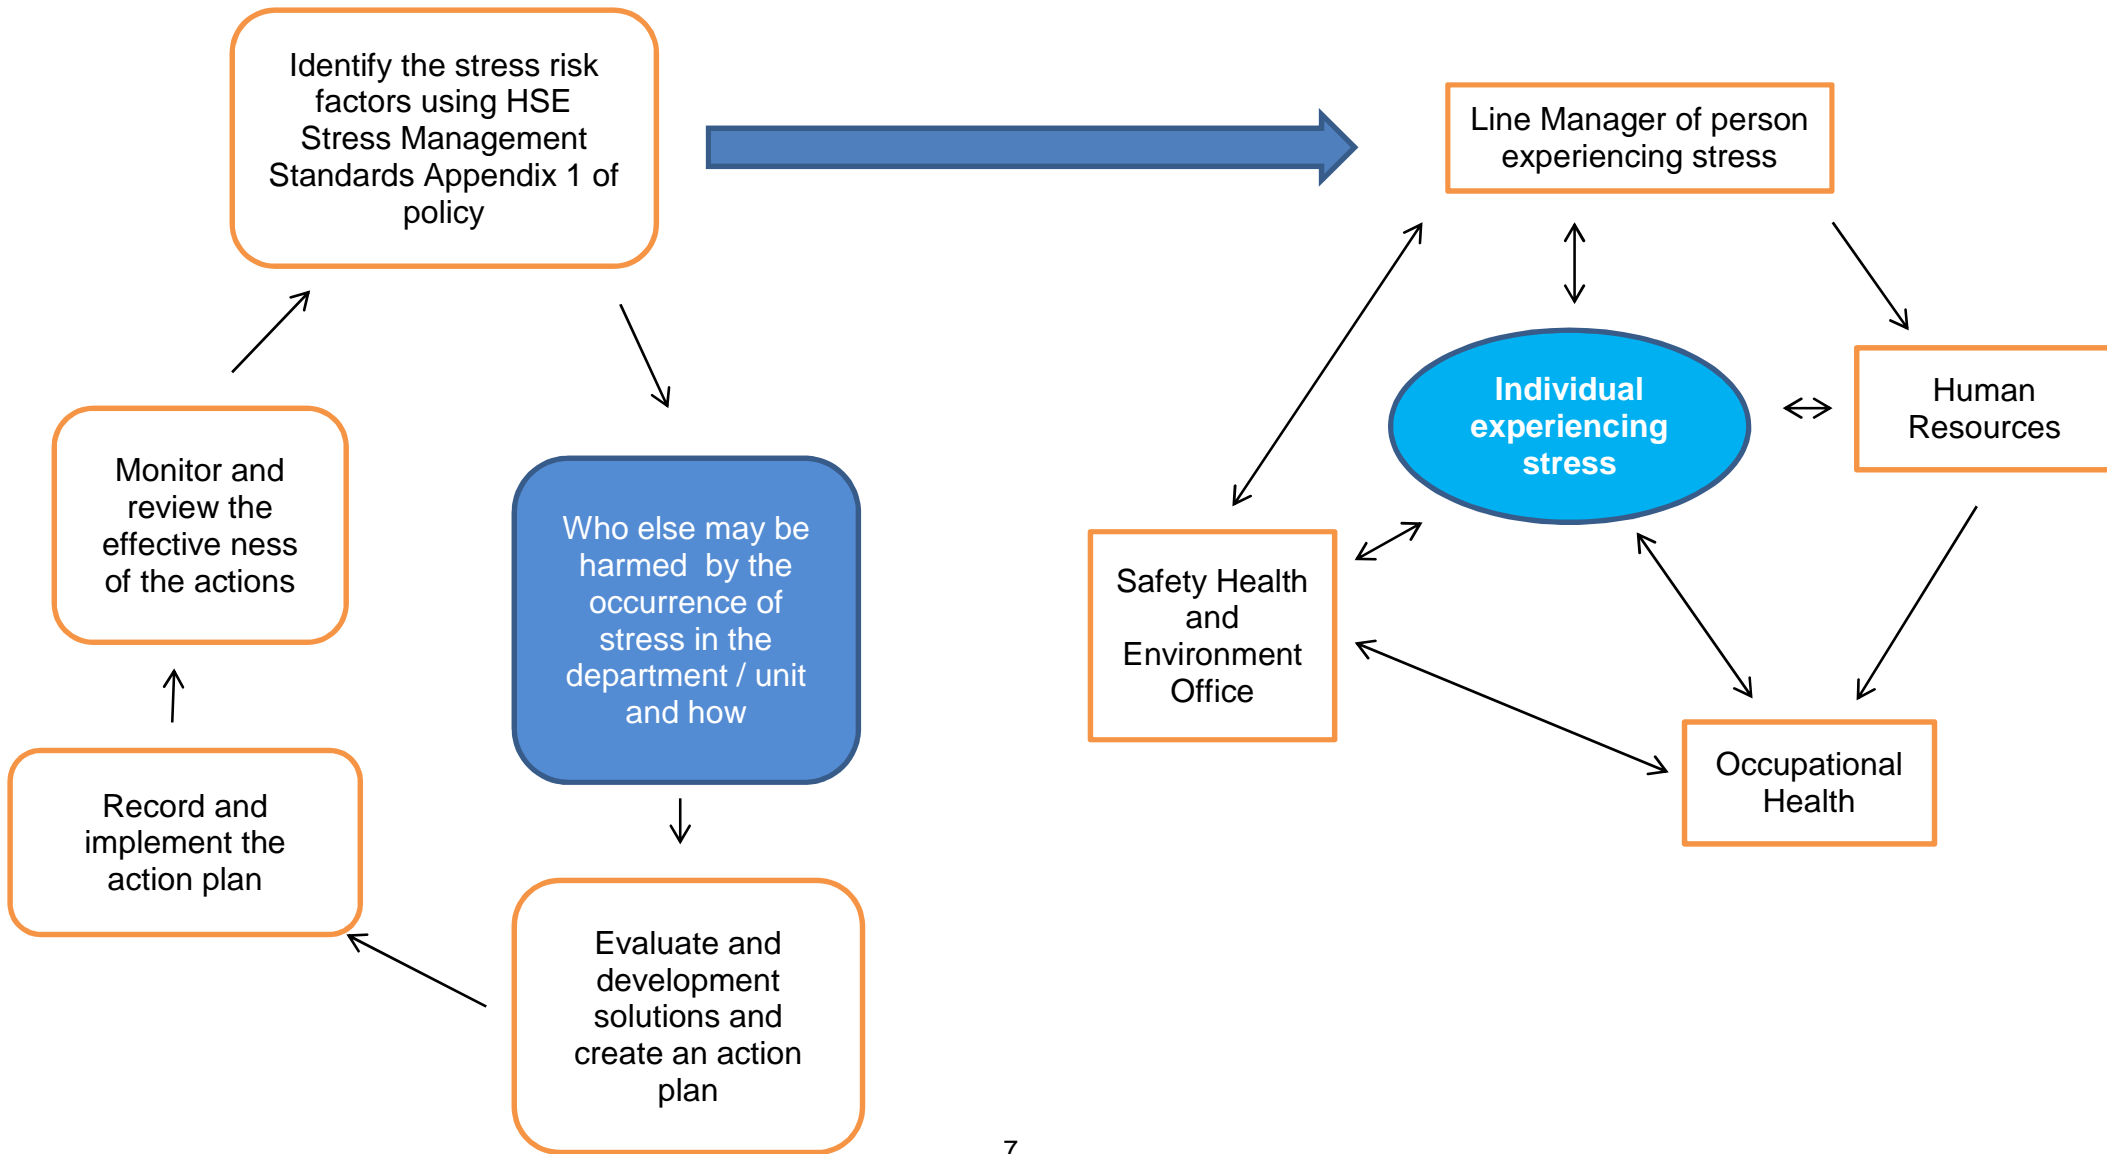 Identify the stress risk
factors using HSE
Stress Management
Standards Appendix 1 of
policy
Line Manager of person
experiencing stress
Individual
experiencing
stress
Human
Resources
Monitor and
review the
effective ness
of the actions
Who else may be
harmed  by the
occurrence of
stress in the
department / unit
and how
Safety Health
and
Environment
Office
Occupational
Health
Record and
implement the
action plan
Evaluate and
development
solutions and
create an action
plan
7